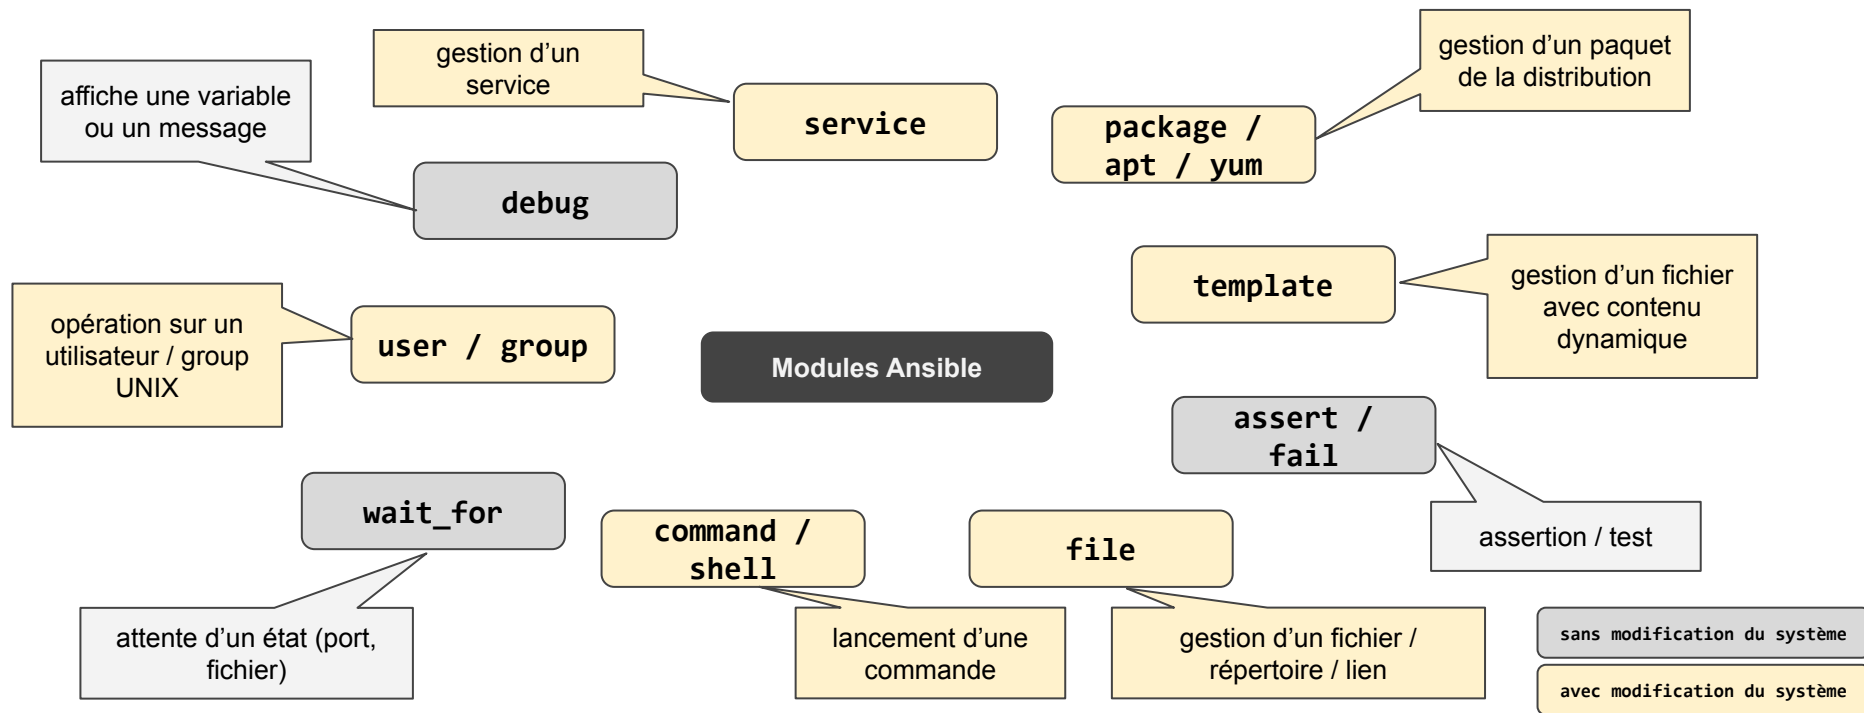 gestion d’un
service
gestion d’un paquet
de la distribution
affiche une variable
ou un message
service
package /
apt / yum
debug
template
gestion d’un fichier
avec contenu
dynamique
opération sur un
utilisateur / group
UNIX
user / group
Modules Ansible
assert /
fail
wait_for
command /
shell
file
assertion / test
attente d’un état (port,
fichier)
lancement d’une
commande
gestion d’un fichier /
répertoire / lien
sans modification du système
avec modification du système